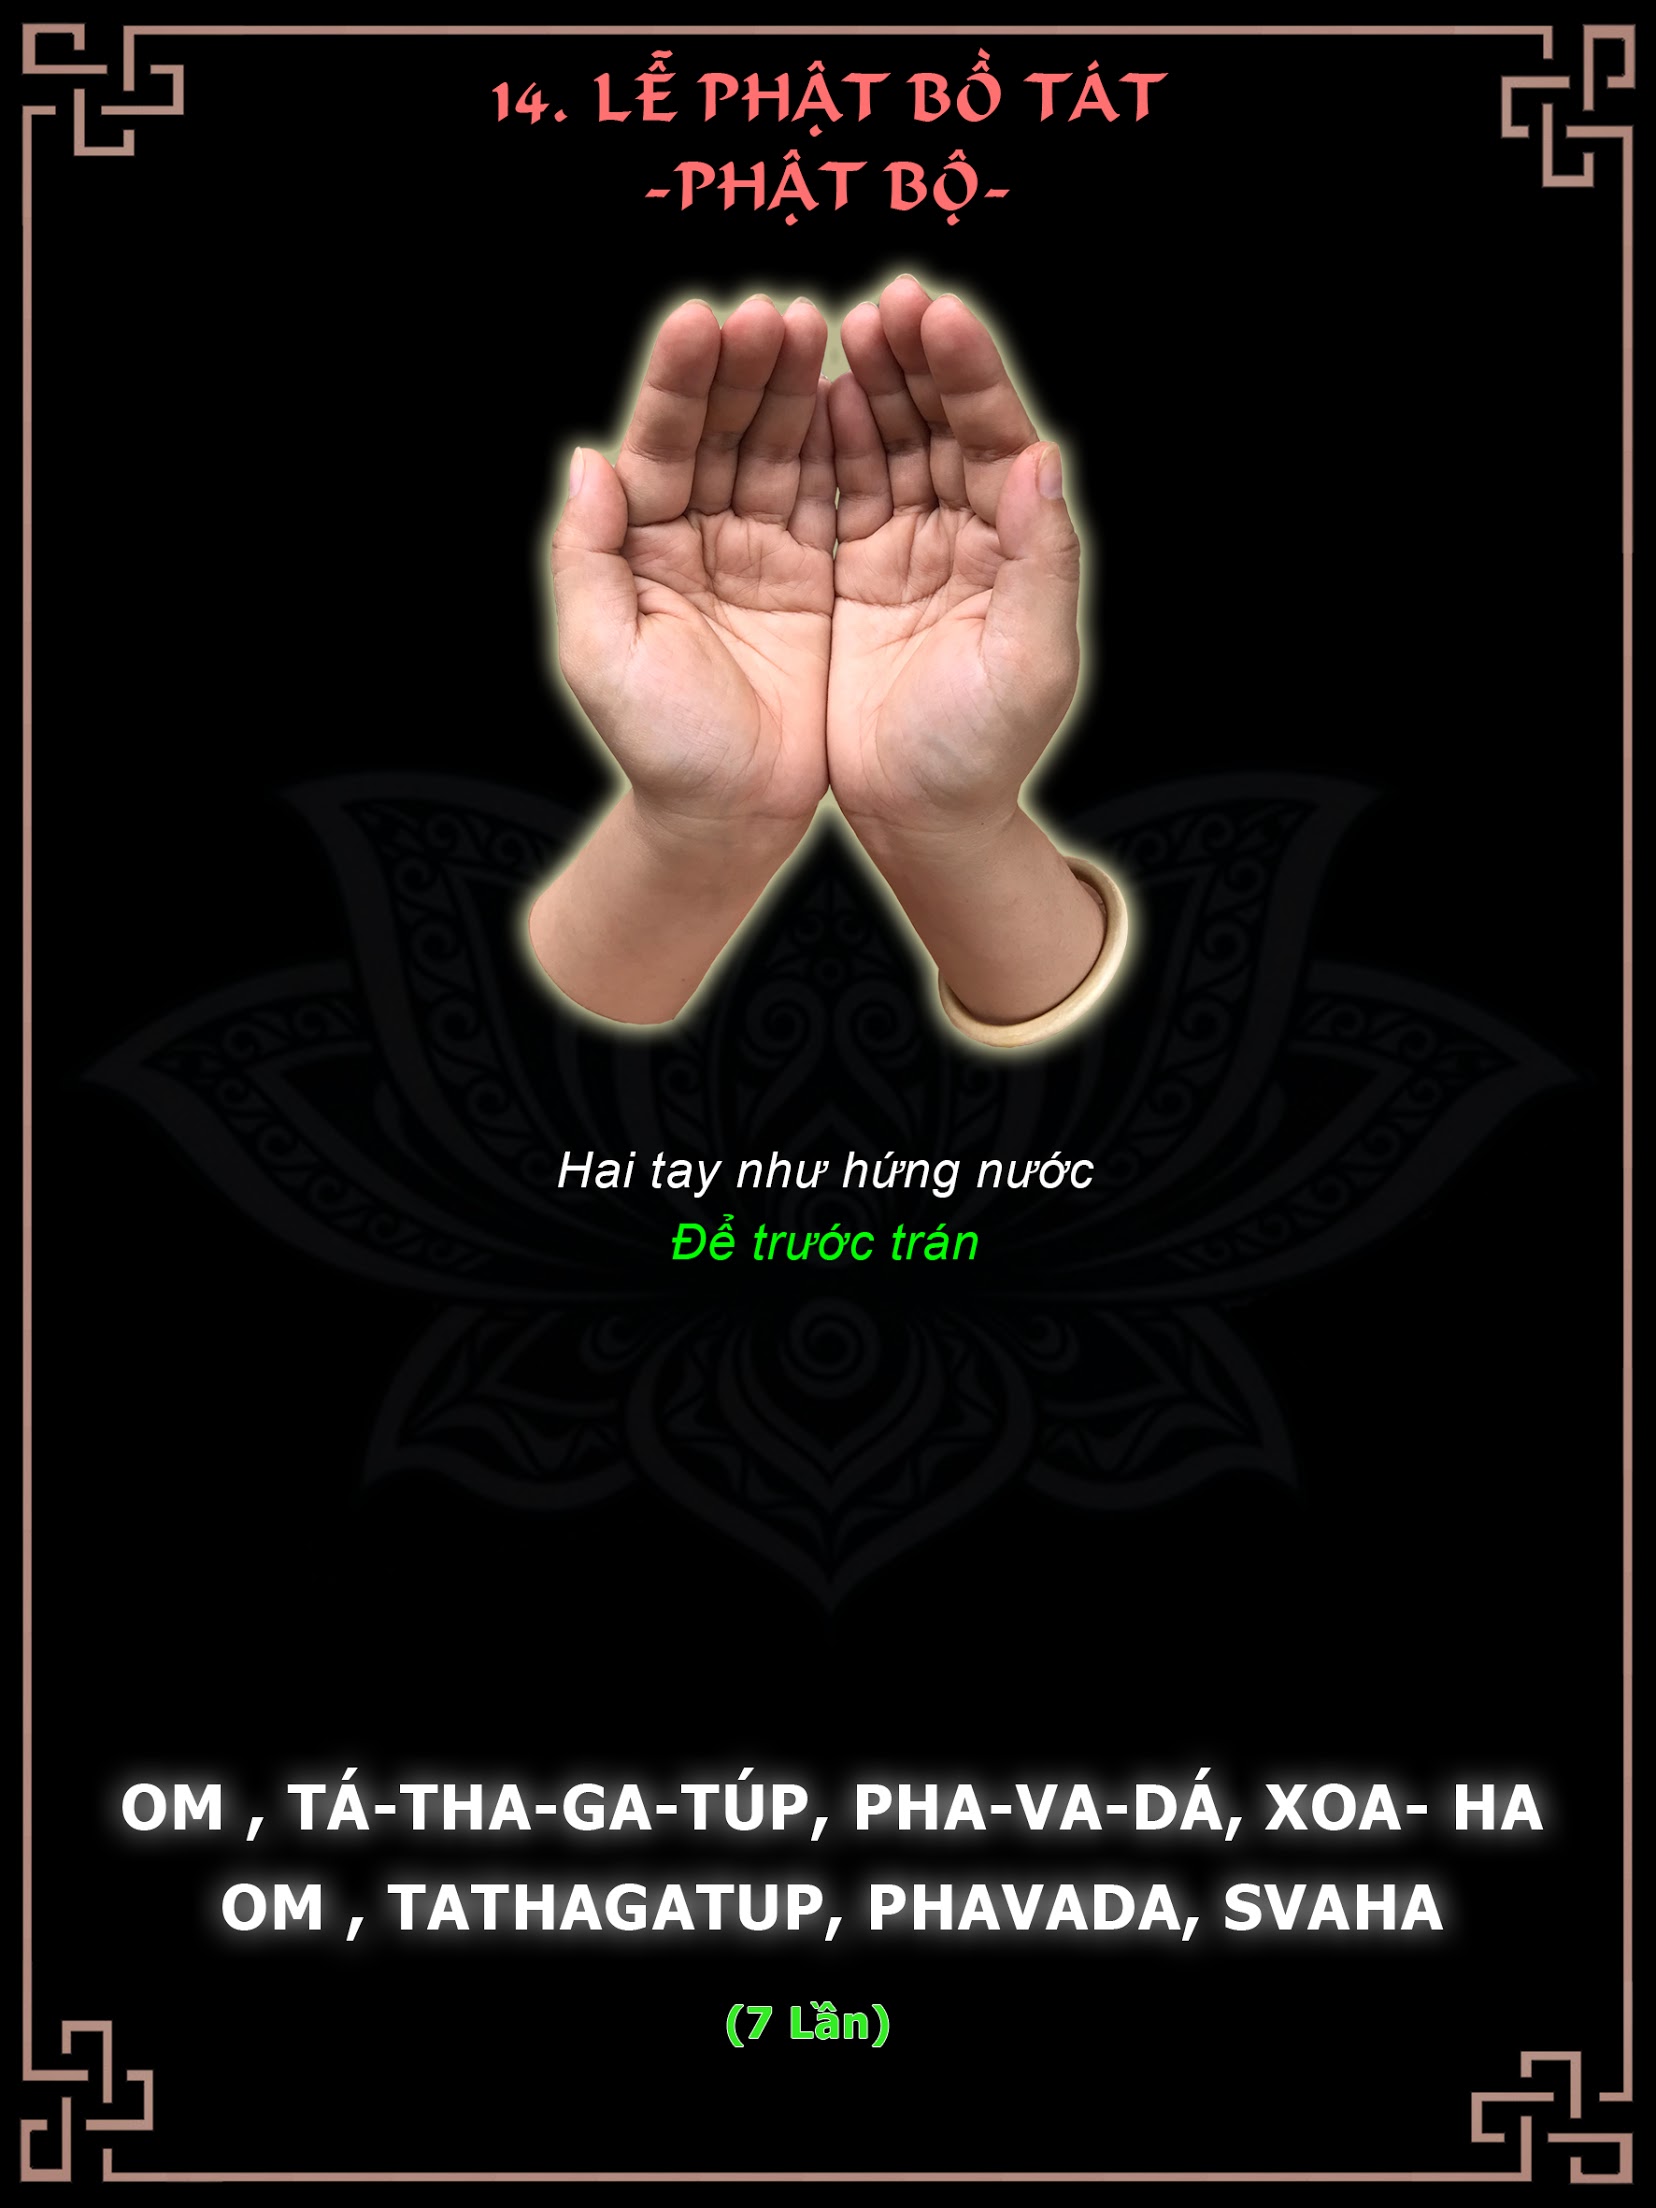 14. LỄ PHẬT BỒ TÁT
-PHẬT BỘ-
Hai tay như hứng nước
Để trước trán
OM , TÁ-THA-GA-TÚP, PHA-VA-DÁ, XOA- HA
OM , TATHAGATUP, PHAVADA, SVAHA
(7 Lần)